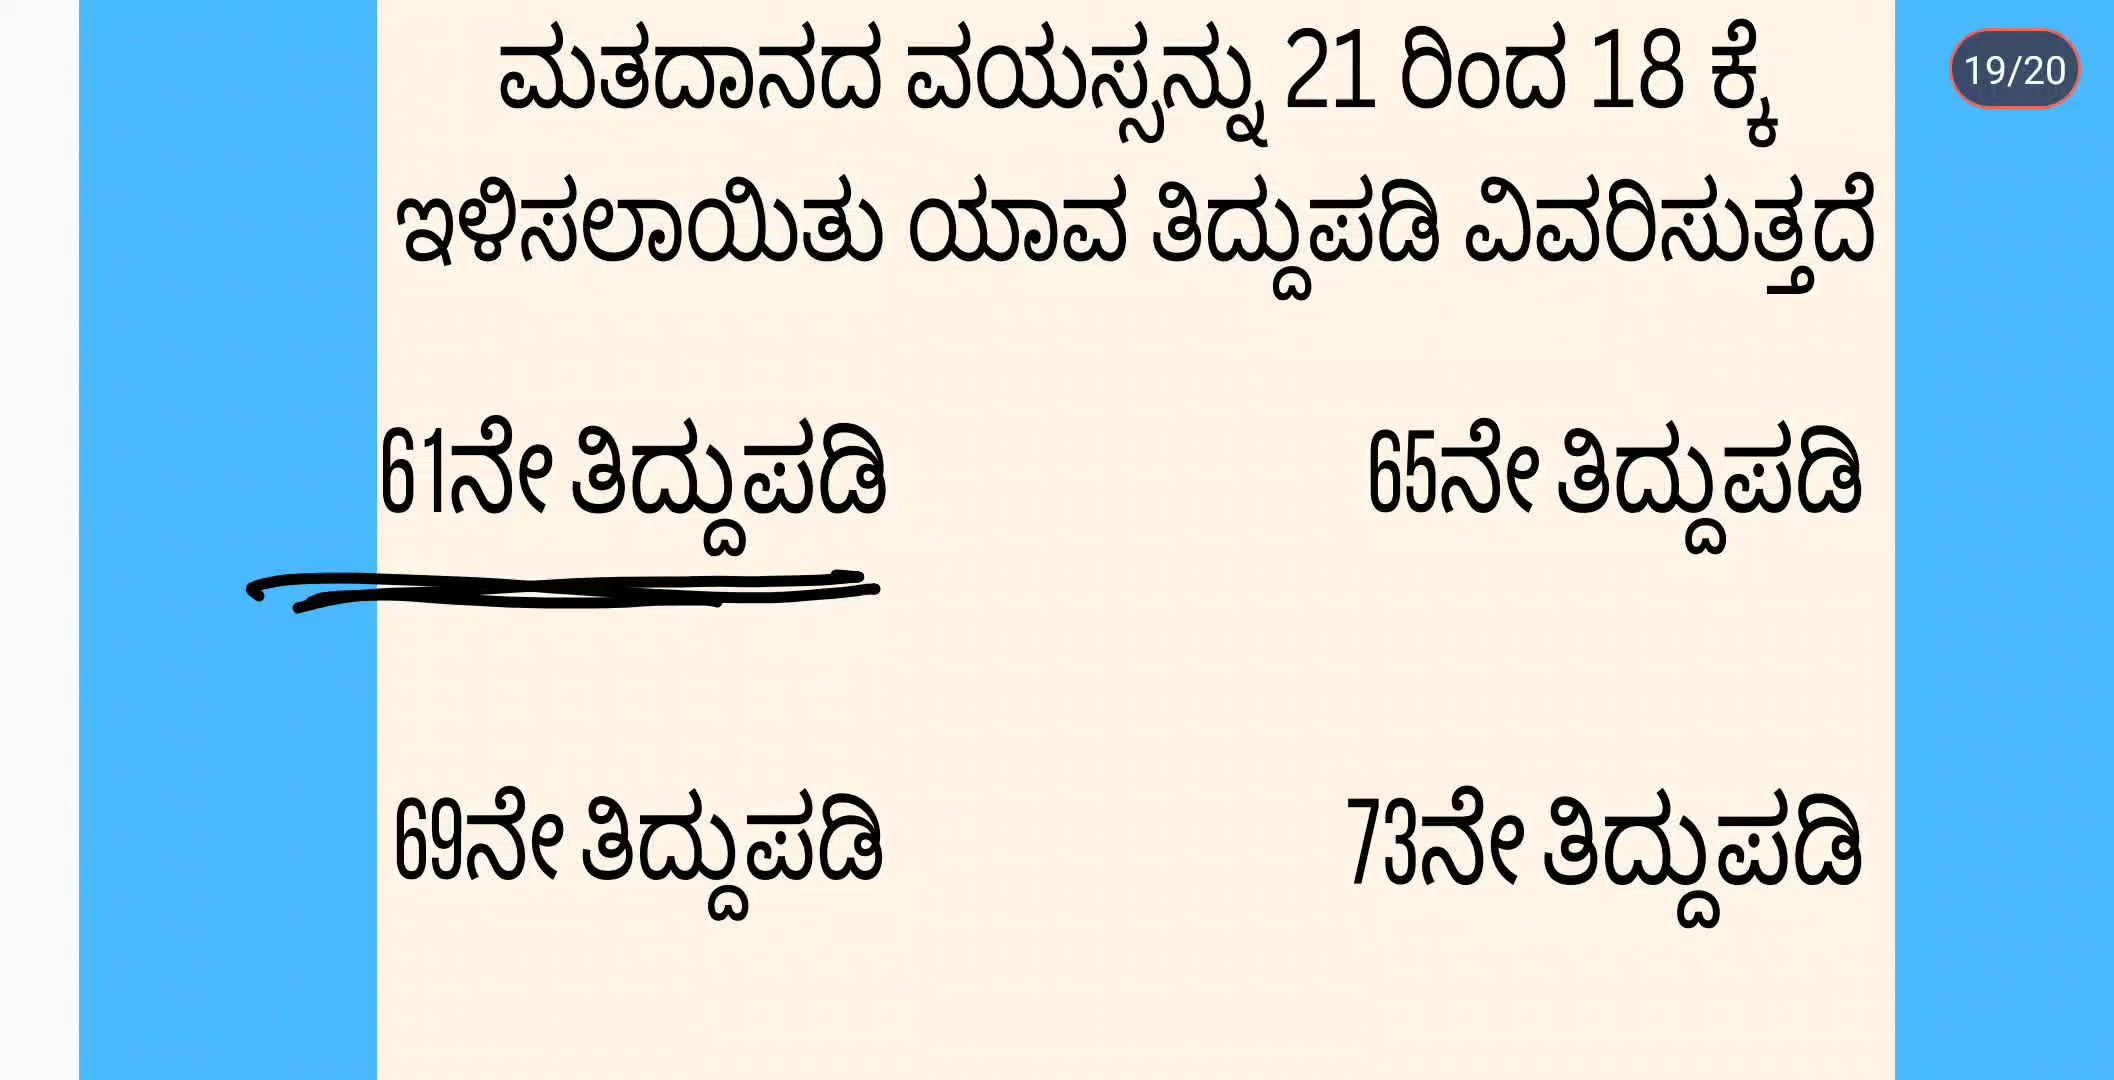 ಮತದಾನದ ವಯಸ್ಸನ್ನು 21 ರಿಂದ 18 ಕ್ಕೆ
19/20
ಇಳಿಸಲಾಯಿತು ಯಾವ ತಿದ್ದುಪಡಿ ವಿವರಿಸುತ್ತದೆ
61ನೇ ತಿದ್ದುಪಡಿ
65ನೇ ತಿದ್ದುಪಡಿ
69ನೇ ತಿದ್ದುಪಡಿ
73ನೇ ತಿದ್ದುಪಡಿ